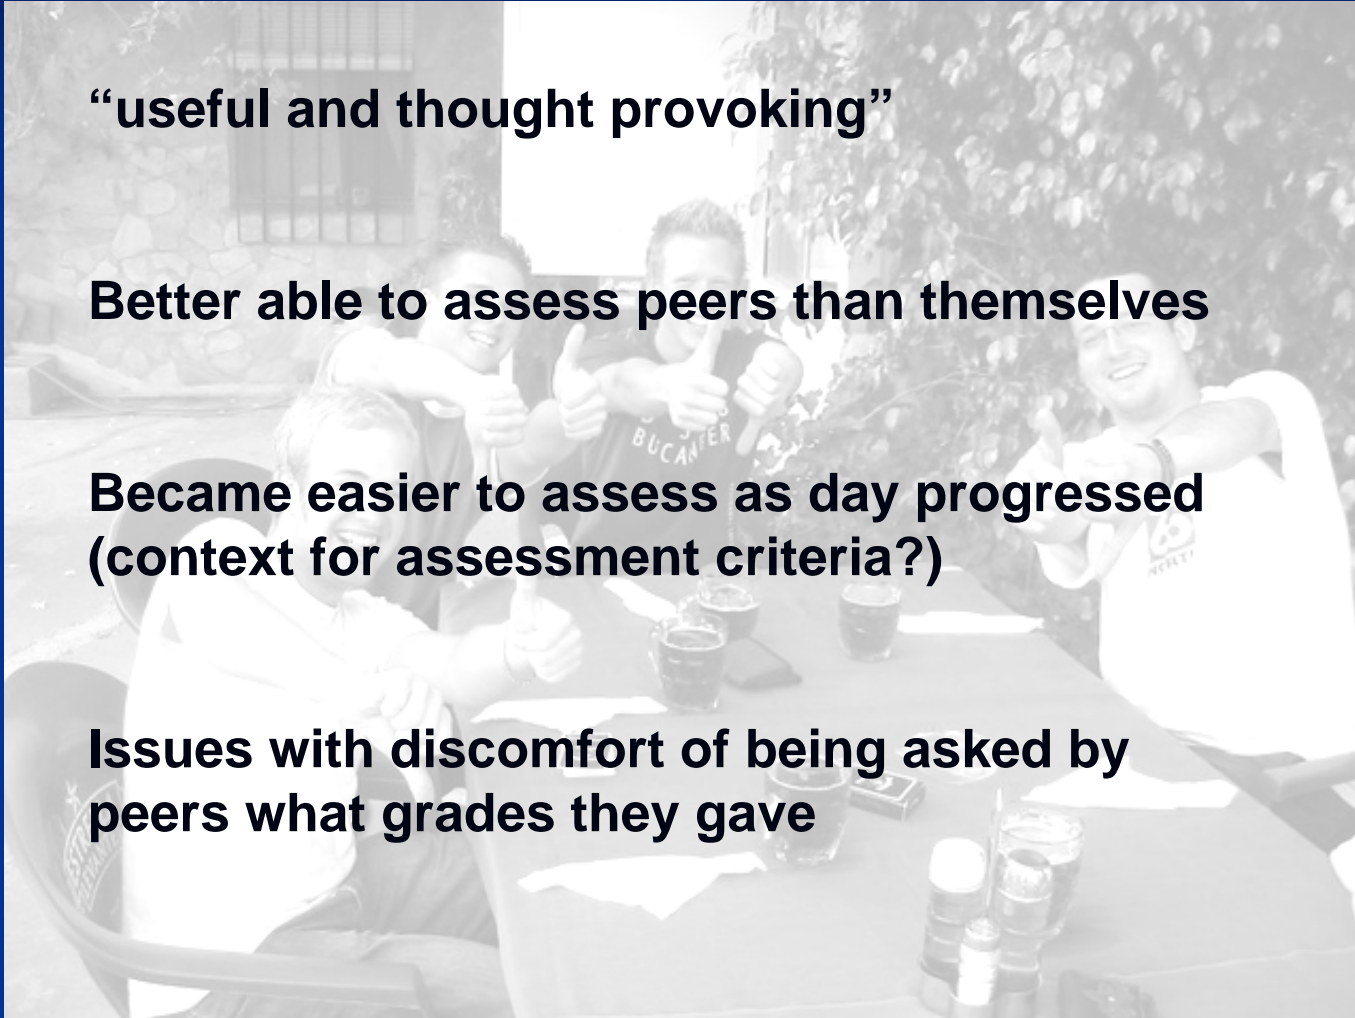 “useful and thought provoking”
Better able to assess peers than themselves
BUCANEER
Became easier to assess as day progressed
(context for assessment criteria?)
Issues with discomfort of being asked by
peers what grades they gave